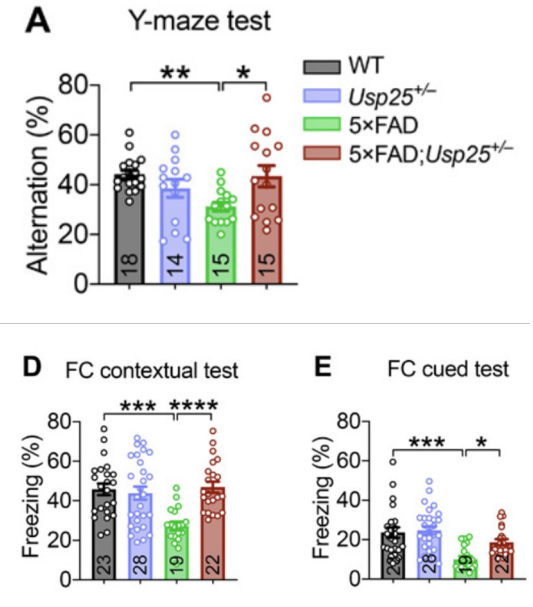 A
Y-maze test
Alternation (%)
80
60
40
20
0
** *
18 14 15 15
WT
Usp25+/–
5×FAD
5×FAD;Usp25+/–
D FC contextual test
Freezing (%)
80
60
40
20
0
*** ****
23 28 19 22
E FC cued test
Freezing (%)
80
60
40
20
0
*** *
28 19 22